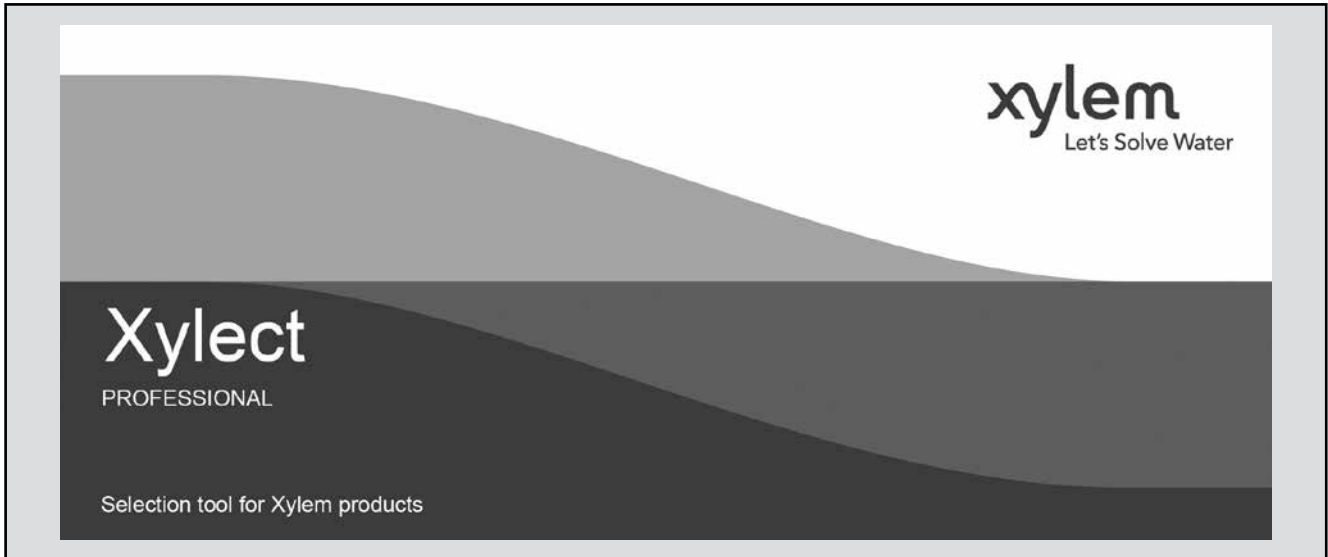 xylem
Let's Solve Water
Xylect
PROFESSIONAL
Selection tool for Xylem products